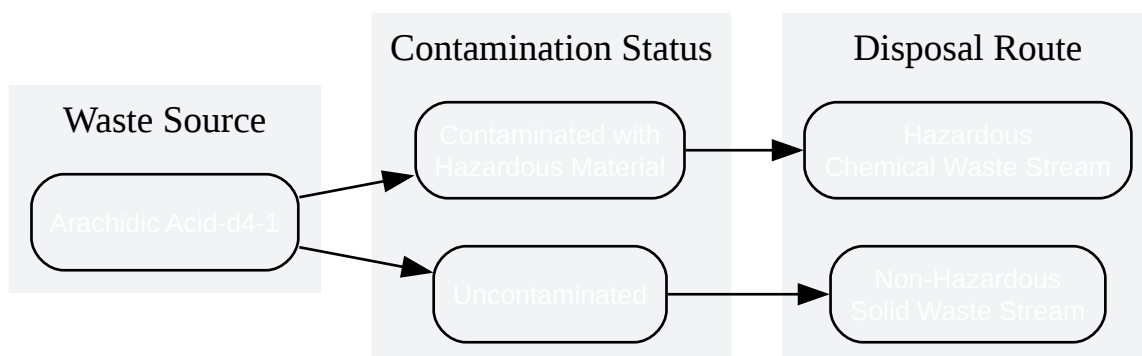 Waste Source
Arachidic Acid-d4-1
Contamination Status
Contaminated with
Hazardous Material
Uncontaminated
Disposal Route
Hazardous
Chemical Waste Stream
Non-Hazardous
Solid Waste Stream